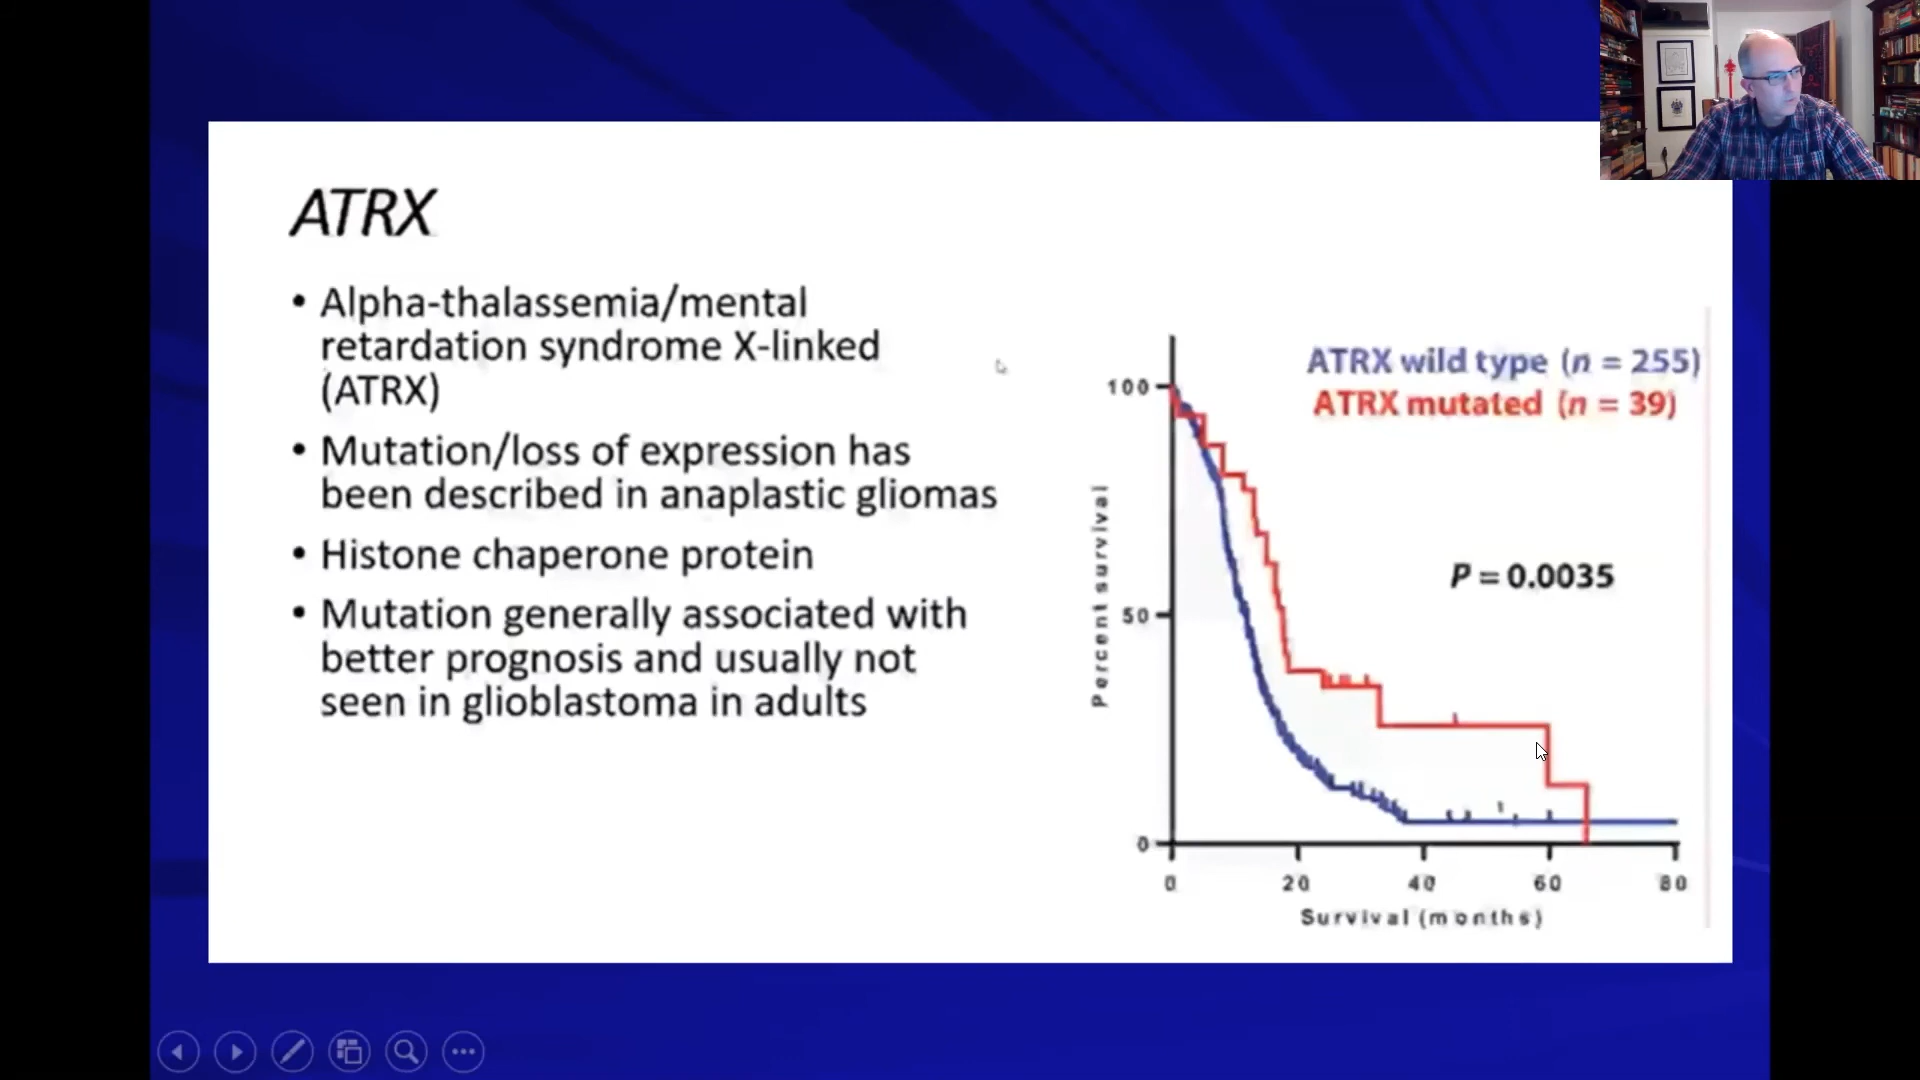 ATRX
• Alpha-thalassemia/mental
retardation syndrome X-linked
(ATRX)
• Mutation/loss of expression has
been described in anaplastic gliomas
• Histone chaperone protein
• Mutation generally associated with
better prognosis and usually not
seen in glioblastoma in adults
ATRX wild type (n = 255)
ATRX mutated (n = 39)
P = 0.0035
Percent survival
100
50
0
0 20 40 60 80
Survival (months)